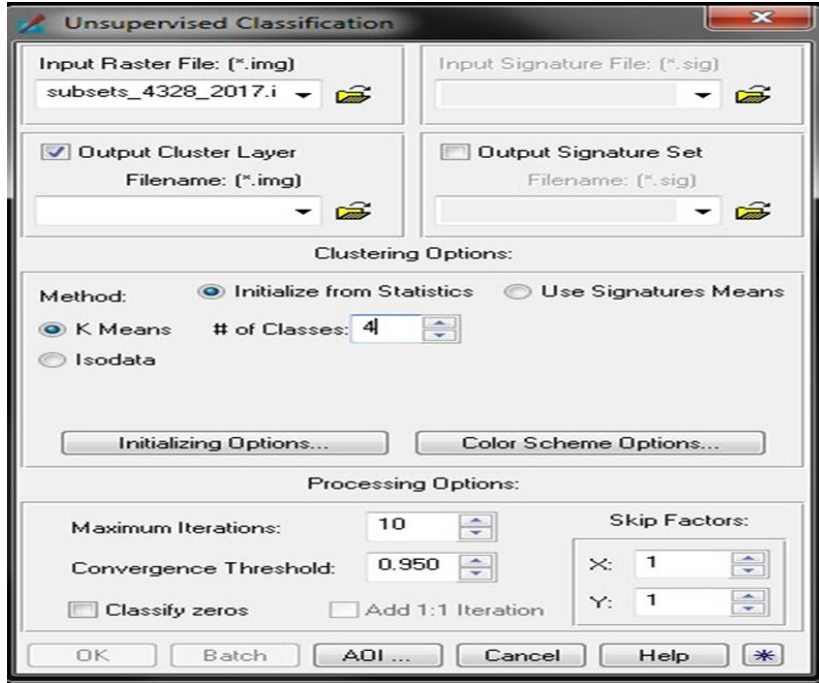 Unsupervised Classification
Input Raster File: (*.img)
subsets_4328_2017.i
Input Signature File: (*.sig)
Output Cluster Layer
Filename: (*.img)
Output Signature Set
Filename: (*.sig)
Clustering Options:
Method:
Initialize from Statistics
Use Signatures Means
K Means
# of Classes: 4
Isodata
Initializing Options...
Color Scheme Options...
Processing Options:
Maximum Iterations: 10
Convergence Threshold: 0.950
Classify zeros
Add 1:1 Iteration
Skip Factors:
X: 1
Y: 1
OK
Batch
AOI ...
Cancel
Help